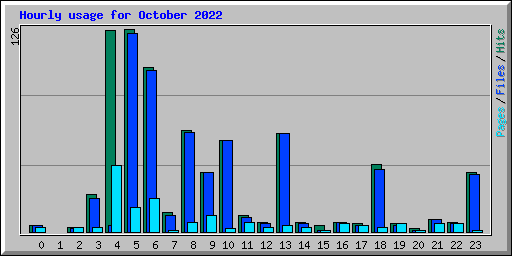 Hourly usage for October 2022
126
Pages / Files / Hits
0 1 2 3 4 5 6 7 8 9 10 11 12 13 14 15 16 17 18 19 20 21 22 23